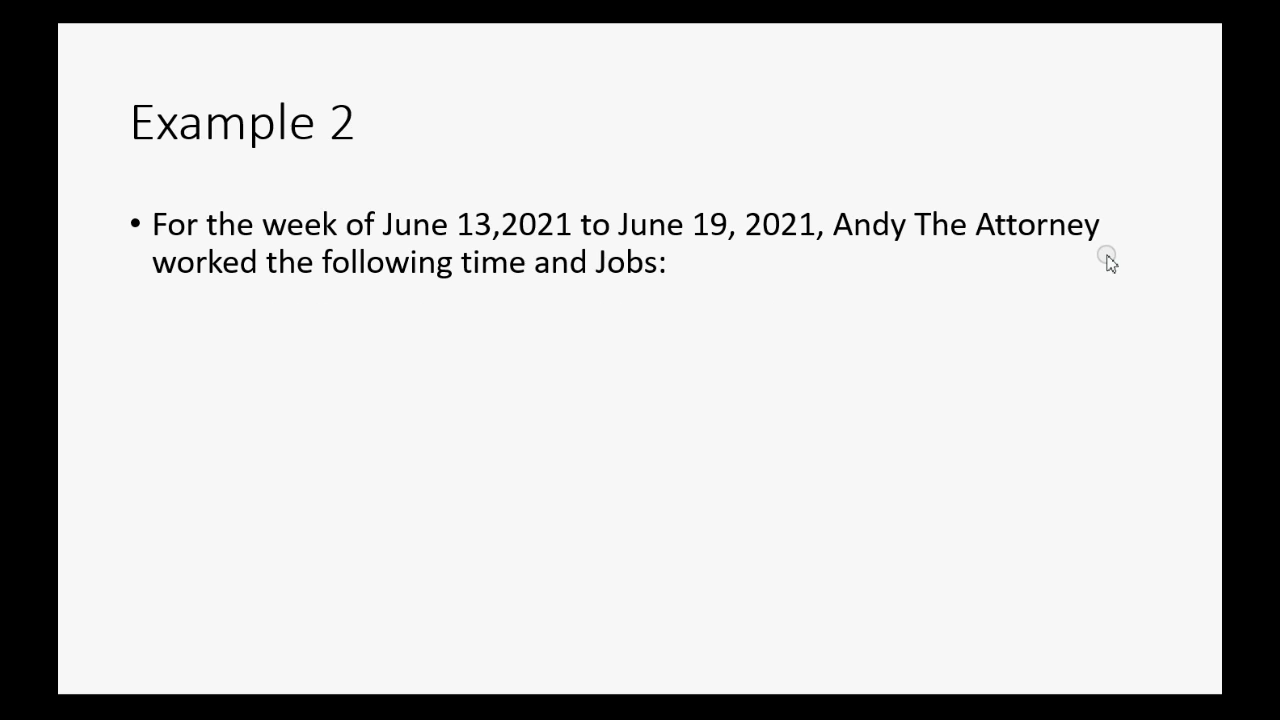 Example 2
• For the week of June 13,2021 to June 19, 2021, Andy The Attorney
worked the following time and Jobs: